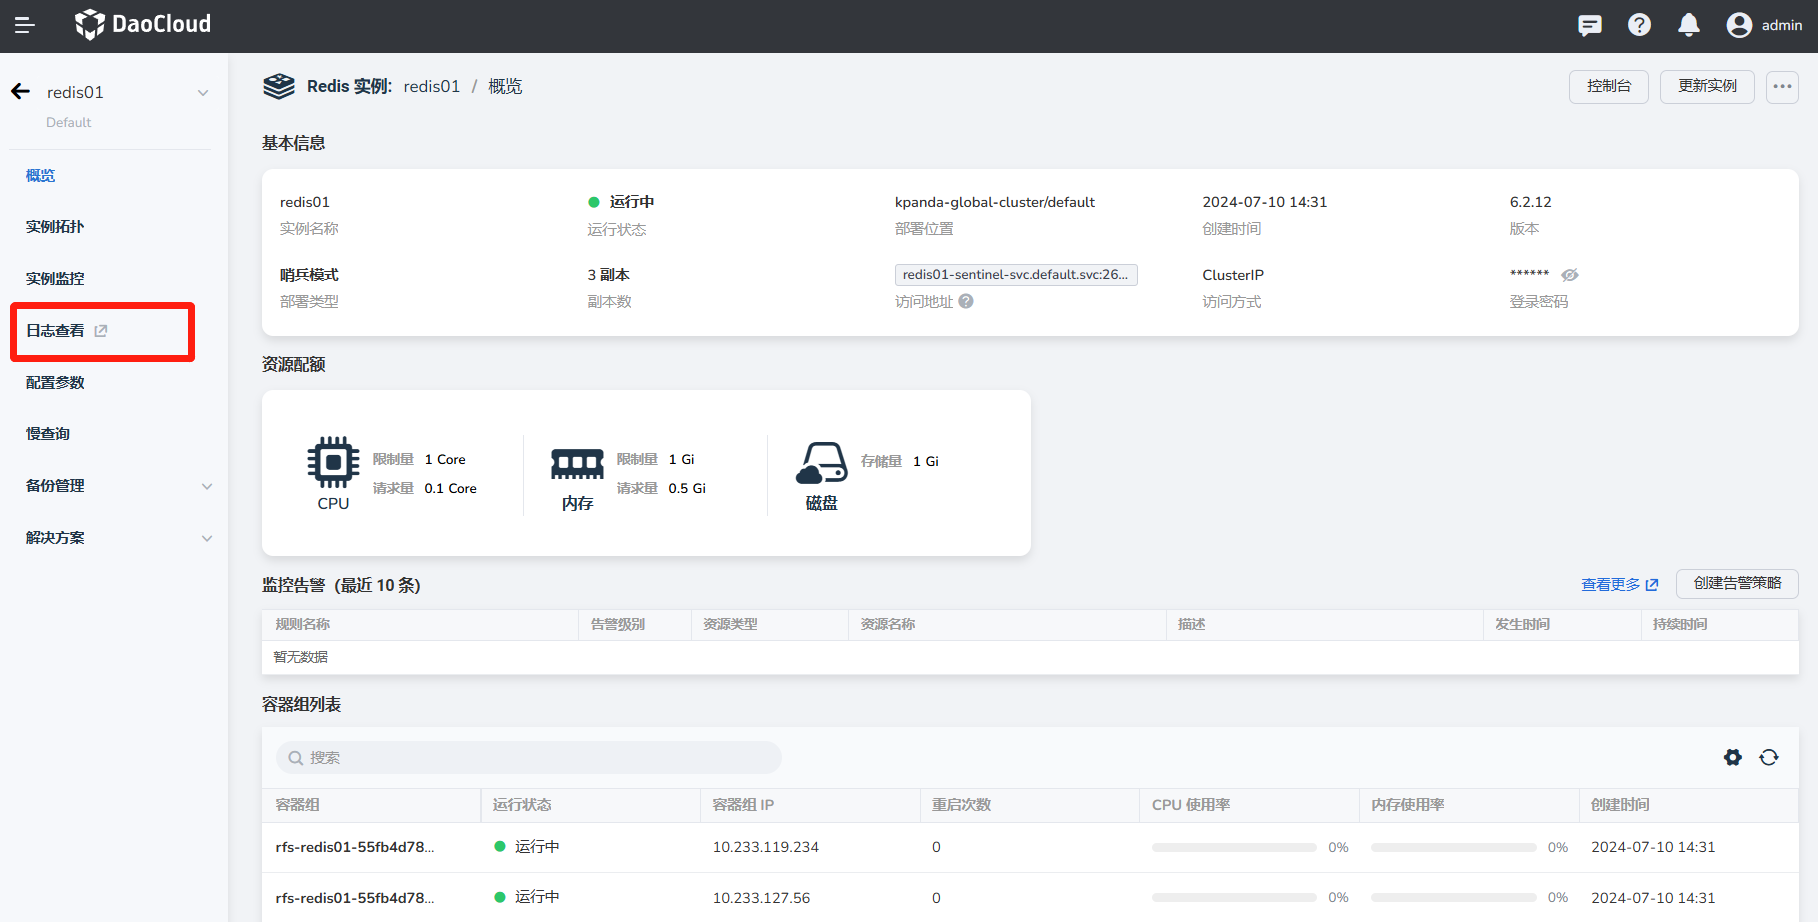 DaoCloud
admin
redis01
Default
概览
实例拓扑
实例监控
日志查看
配置参数
慢查询
备份管理
解决方案
Redis 实例: redis01 / 概览
控制台
更新实例
基本信息
redis01
运行中
kpanda-global-cluster/default
2024-07-10 14:31
6.2.12
实例名称
运行状态
部署位置
创建时间
版本
哨兵模式
3 副本
redis01-sentinel-svc.default.svc:26...
ClusterIP
******
部署类型
副本数
访问地址
访问方式
登录密码
资源配额
CPU
限制量 1 Core
请求量 0.1 Core
内存
限制量 1 Gi
请求量 0.5 Gi
磁盘
存储量 1 Gi
监控告警（最近 10 条）
查看更多
创建告警策略
规则名称 告警级别 资源类型 资源名称 描述 发生时间 持续时间
暂无数据
容器组列表
搜索
容器组 运行状态 容器组 IP 重启次数 CPU 使用率 内存使用率 创建时间
rfs-redis01-55fb4d78... 运行中 10.233.119.234 0 0% 0% 2024-07-10 14:31
rfs-redis01-55fb4d78... 运行中 10.233.127.56 0 0% 0% 2024-07-10 14:31